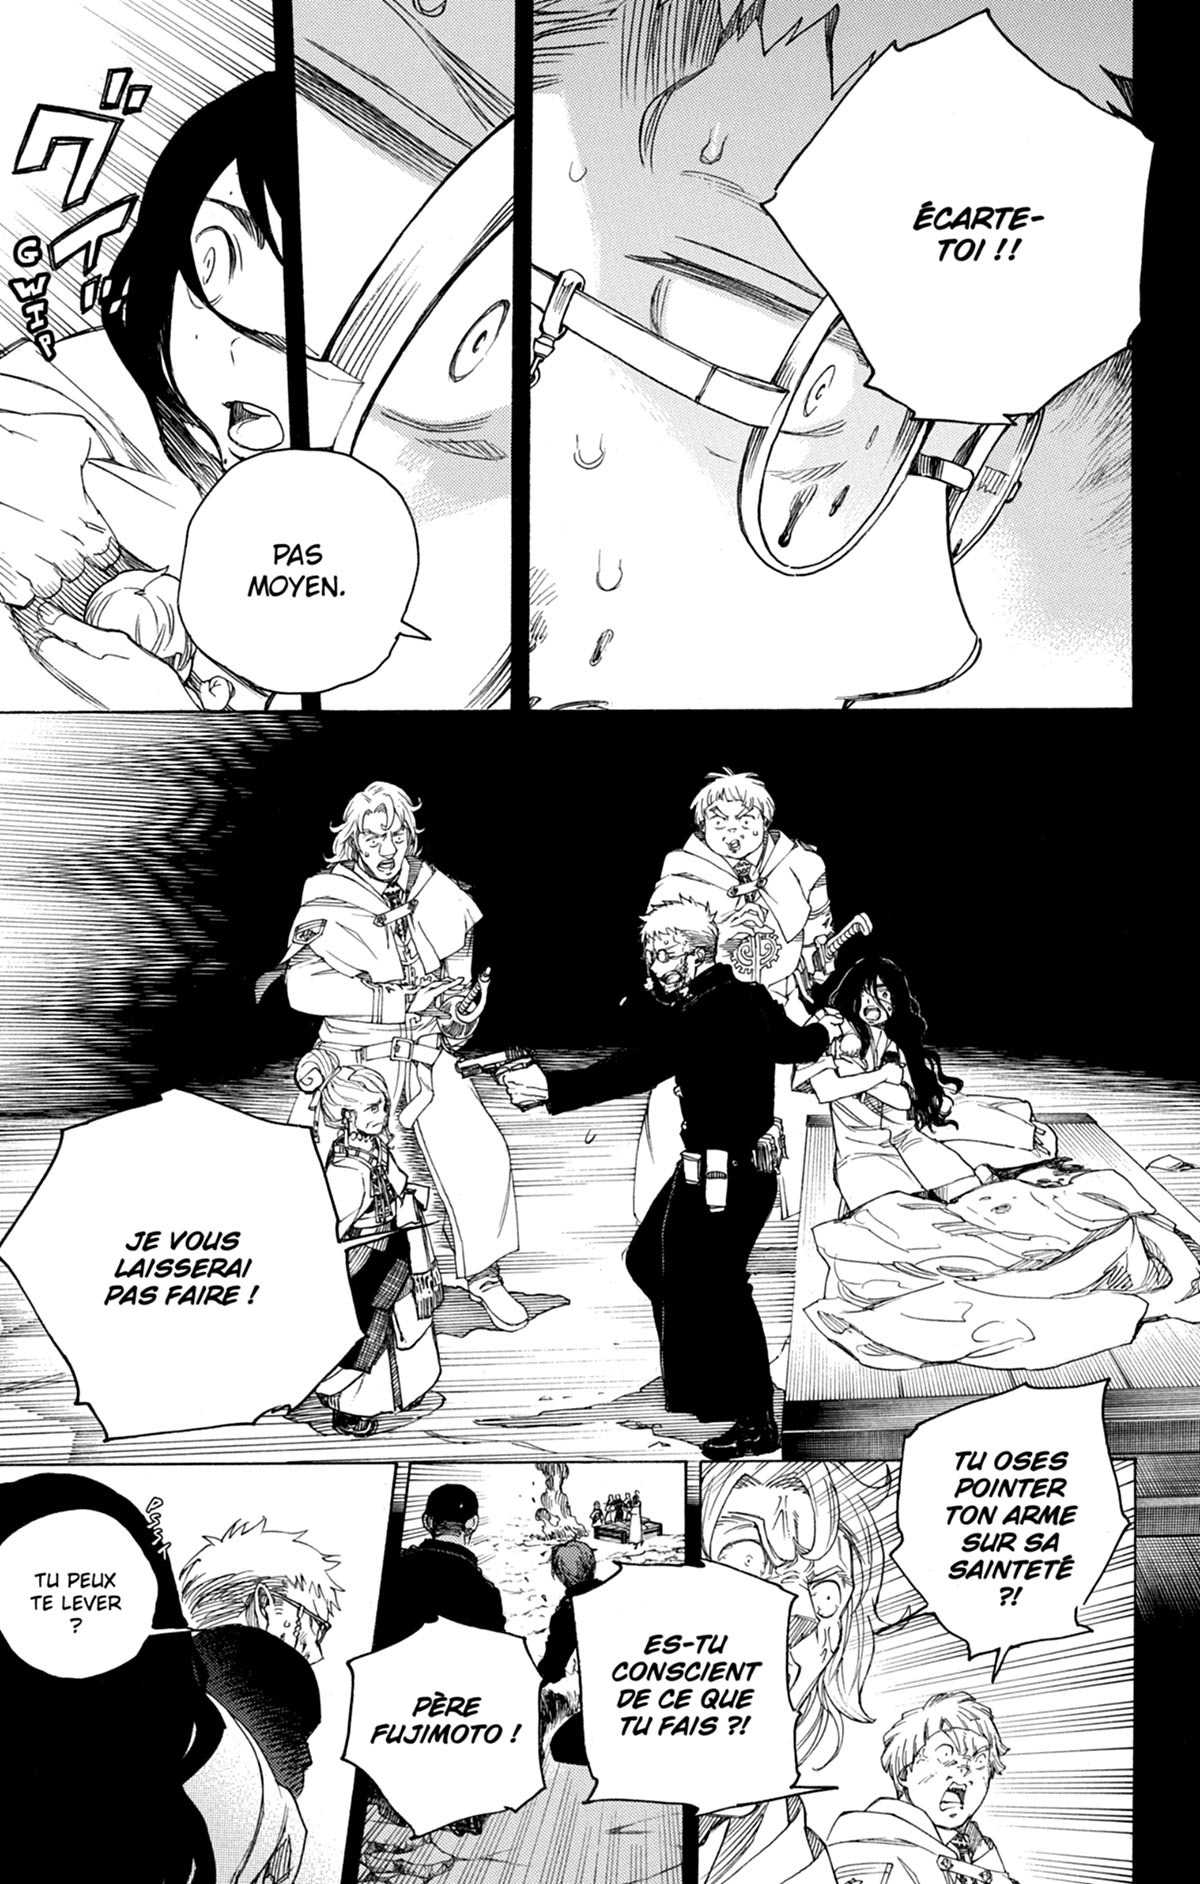 ÉCARTE-
TOI !!
PAS
MOYEN.
グイ
GWIP
JE VOUS
LAISSERAI
PAS FAIRE !
TU OSES
POINTER
TON ARME
SUR SA
SAINTETÉ
?!
ES-TU
CONSCIENT
DE CE QUE
TU FAIS ?!
PÈRE
FUJIMOTO !
PSST
TU PEUX
TE LEVER
?